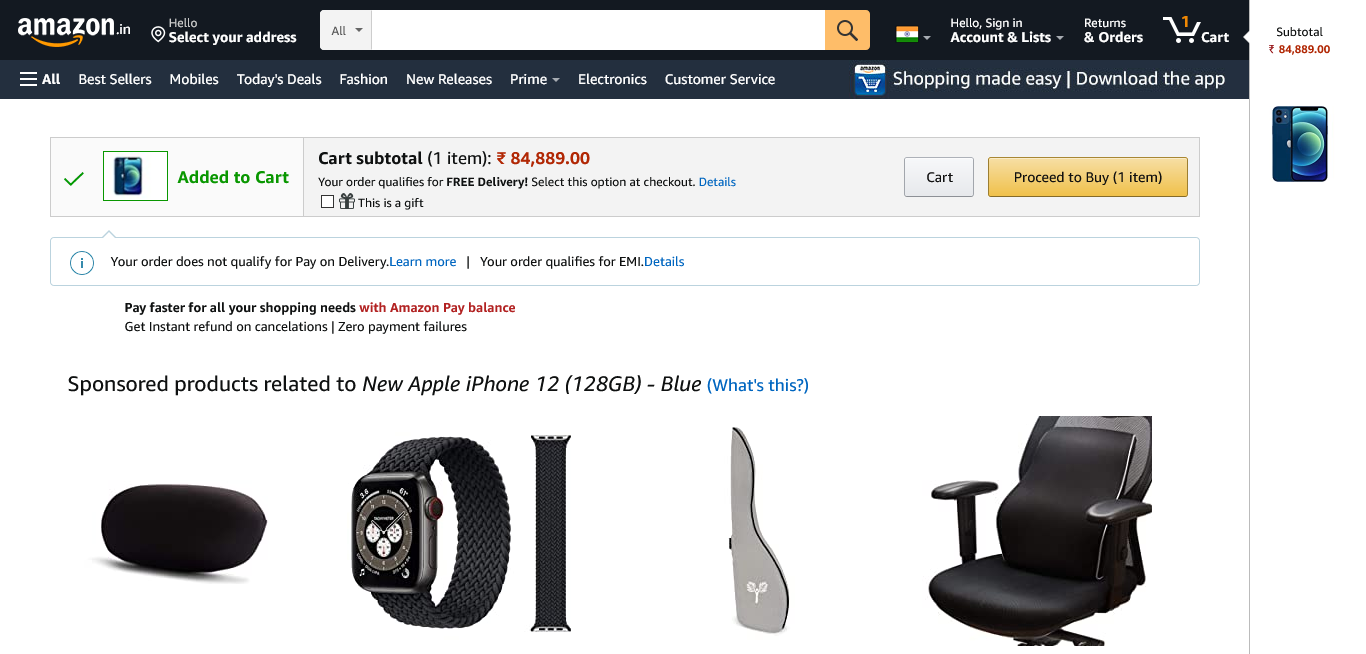 amazon.in
Hello
Select your address
All
Hello, Sign in
Account & Lists
Returns
& Orders
1
Cart
Subtotal
₹ 84,889.00
All
Best Sellers
Mobiles
Today's Deals
Fashion
New Releases
Prime
Electronics
Customer Service
amazon
Shopping made easy | Download the app
Added to Cart
Cart subtotal (1 item): ₹ 84,889.00
Your order qualifies for FREE Delivery! Select this option at checkout. Details
This is a gift
Cart
Proceed to Buy (1 item)
i
Your order does not qualify for Pay on Delivery.Learn more | Your order qualifies for EMI.Details
Pay faster for all your shopping needs with Amazon Pay balance
Get Instant refund on cancelations | Zero payment failures
Sponsored products related to New Apple iPhone 12 (128GB) - Blue (What's this?)